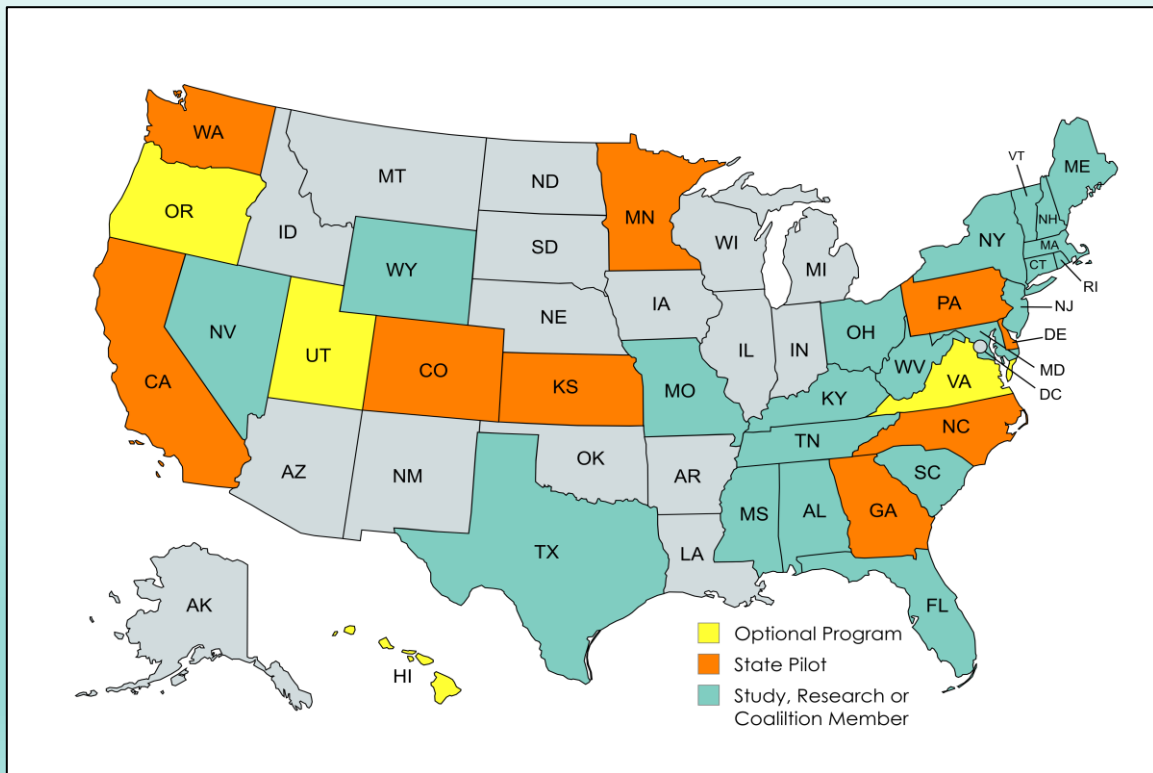 WA
MT
ND
MN
VT
ME
OR
ID
SD
WI
MI
NY
NH
MA
CT
RI
WY
IA
PA
NJ
NV
NE
OH
DE
UT
IL
IN
MD
CA
CO
KS
MO
WV
VA
DC
KY
NC
TN
AZ
NM
OK
AR
SC
MS
AL
GA
TX
LA
FL
AK
HI
Optional Program
State Pilot
Study, Research or
Coaliltion Member